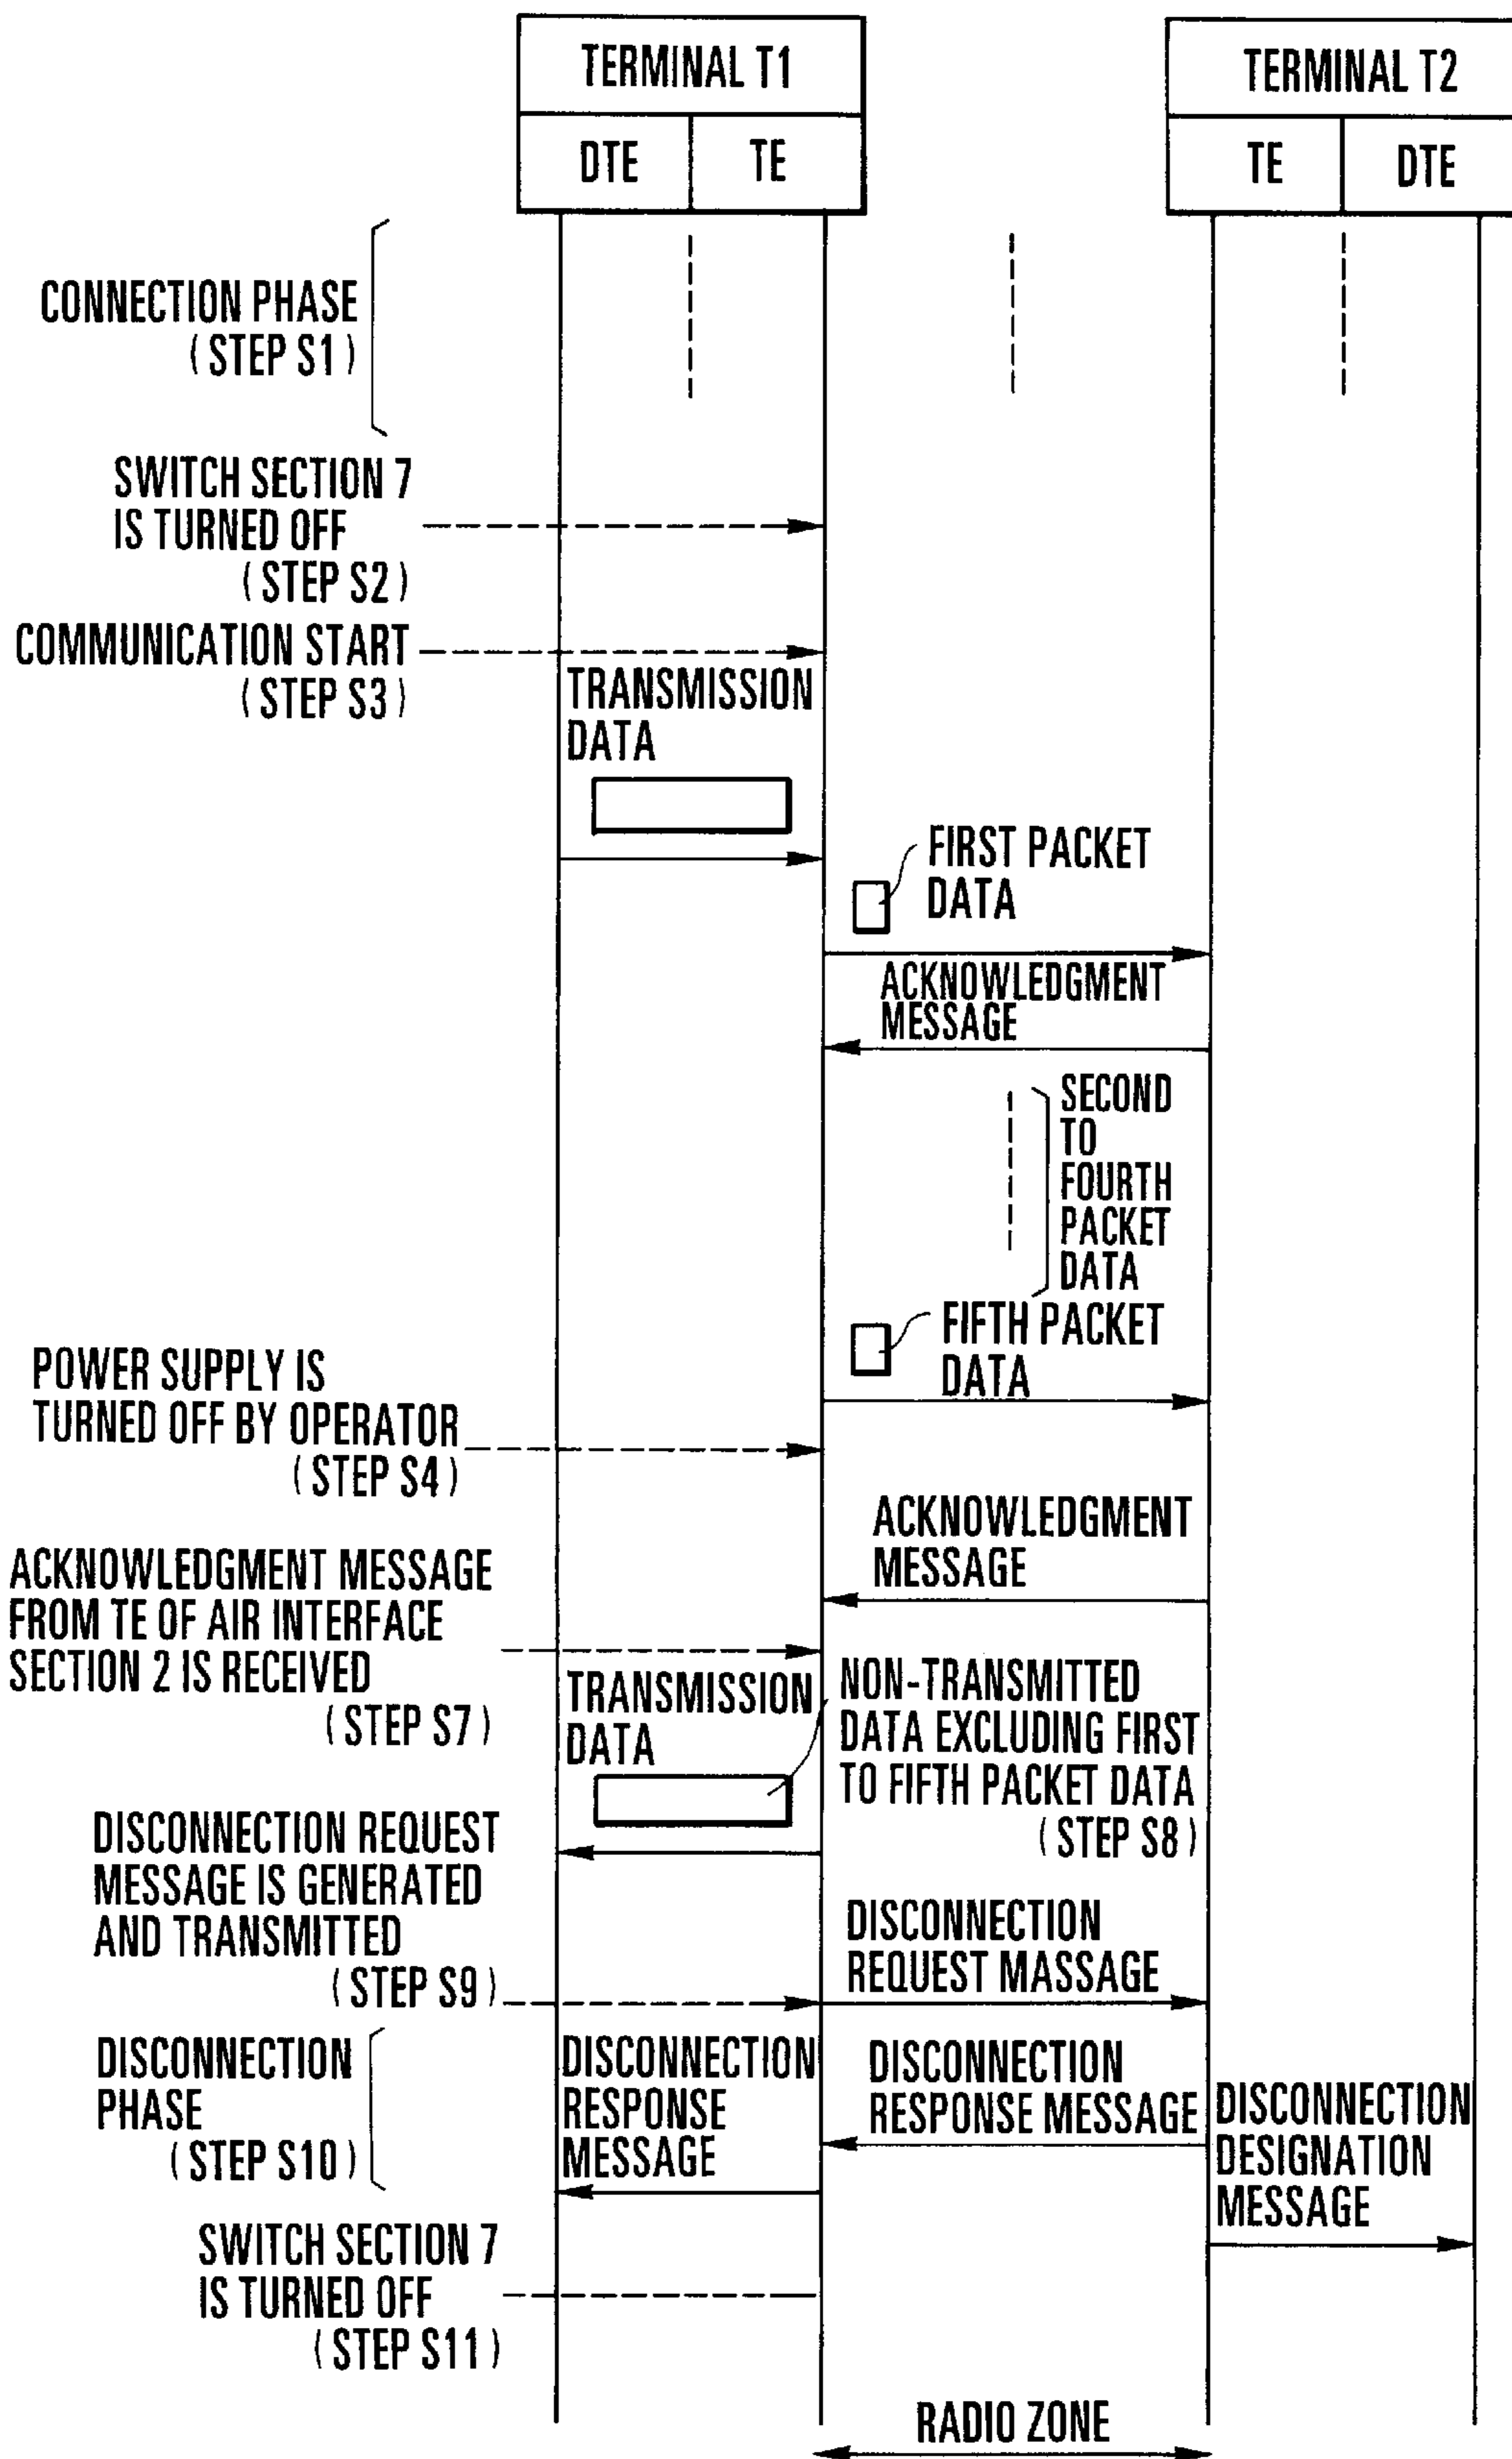 TERMINAL T1
TERMINAL T2
DTE
TE
TE
DTE
CONNECTION PHASE
(STEP S1)
SWITCH SECTION 7
IS TURNED OFF
(STEP S2)
COMMUNICATION START
(STEP S3)
TRANSMISSION
DATA
FIRST PACKET
DATA
ACKNOWLEDGMENT
MESSAGE
SECOND
TO
FOURTH
PACKET
DATA
FIFTH PACKET
DATA
POWER SUPPLY IS
TURNED OFF BY OPERATOR
(STEP S4)
ACKNOWLEDGMENT
MESSAGE
ACKNOWLEDGMENT MESSAGE
FROM TE OF AIR INTERFACE
SECTION 2 IS RECEIVED
(STEP S7)
TRANSMISSION
DATA
NON-TRANSMITTED
DATA EXCLUDING FIRST
TO FIFTH PACKET DATA
(STEP S8)
DISCONNECTION REQUEST
MESSAGE IS GENERATED
AND TRANSMITTED
(STEP S9)
DISCONNECTION
REQUEST MASSAGE
DISCONNECTION
PHASE
(STEP S10)
DISCONNECTION
RESPONSE
MESSAGE
DISCONNECTION
RESPONSE MESSAGE
DISCONNECTION
DESIGNATION
MESSAGE
SWITCH SECTION 7
IS TURNED OFF
(STEP S11)
RADIO ZONE